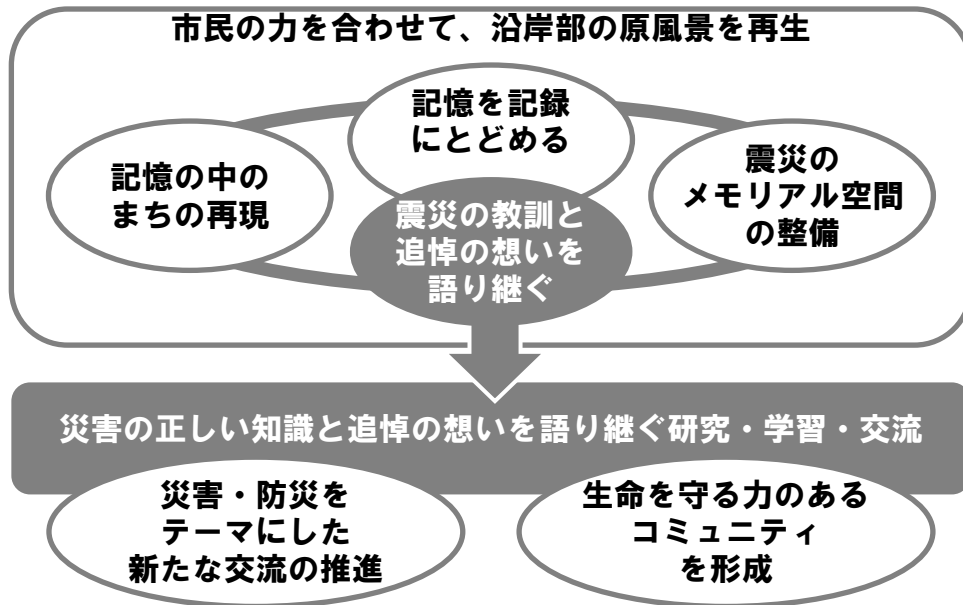 市民の力を合わせて、沿岸部の原風景を再生
記憶を記録
にとどめる
記憶の中の
まちの再現
震災の
メモリアル空間
の整備
震災の教訓と
追悼の想いを
語り継ぐ
災害の正しい知識と追悼の想いを語り継ぐ研究・学習・交流
災害・防災を
テーマにした
新たな交流の推進
生命を守る力のある
コミュニティ
を形成